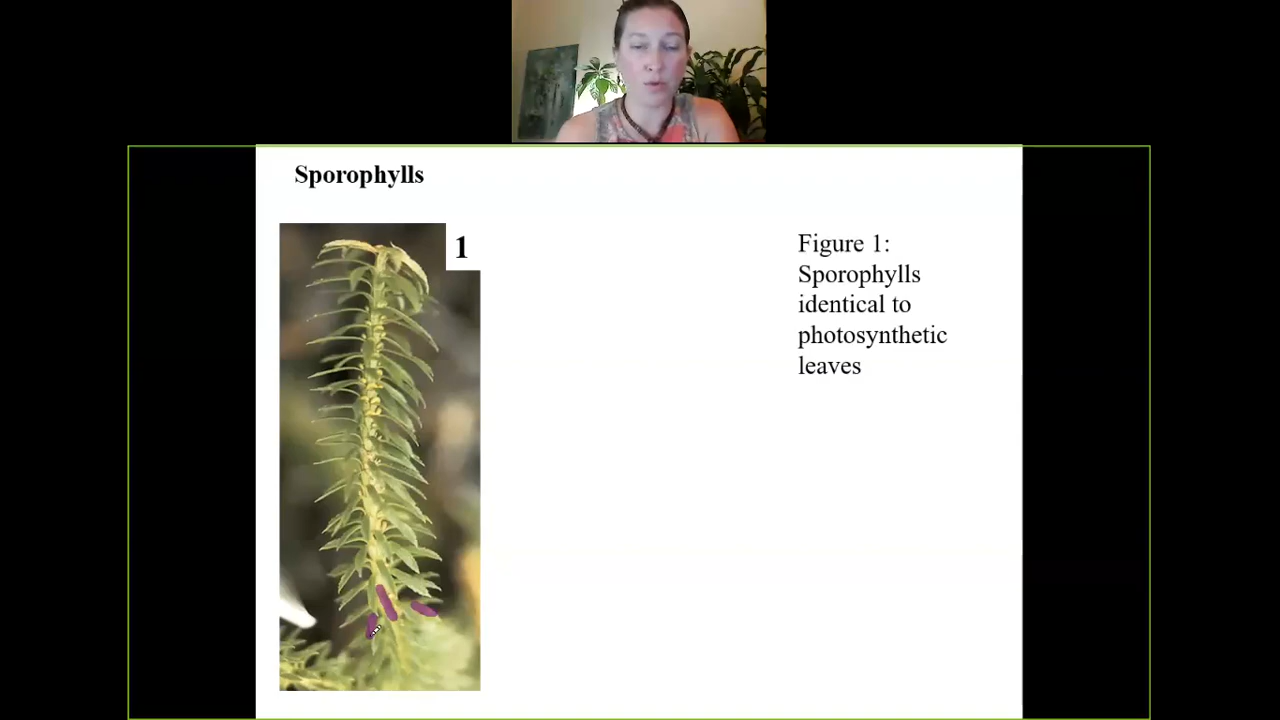 Sporophylls
1
Figure 1:
Sporophylls
identical to
photosynthetic
leaves